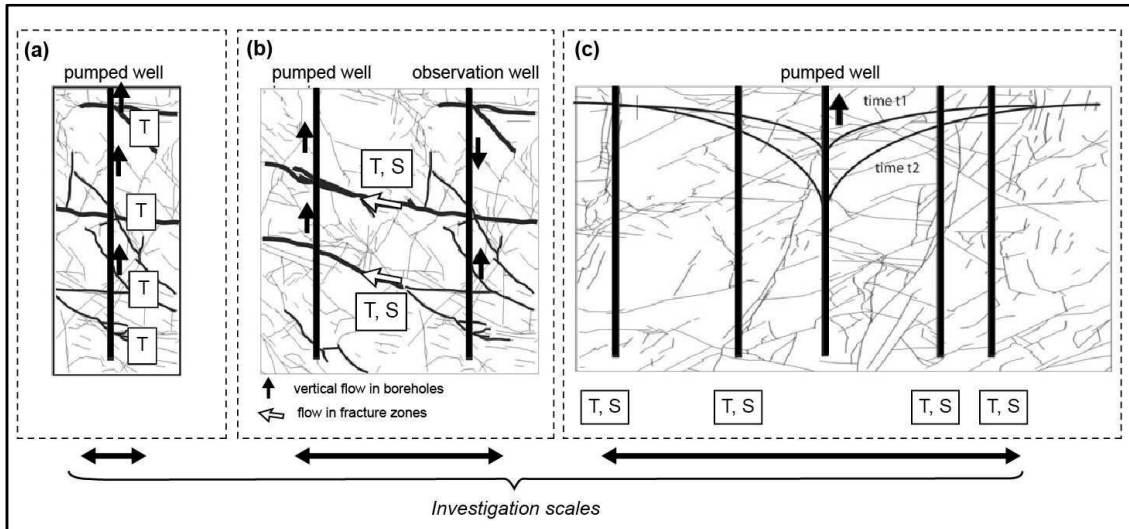 (a)
pumped well
T
T
T
T
(b)
pumped well
observation well
T, S
T, S
vertical flow in boreholes
flow in fracture zones
(c)
pumped well
time t1
time t2
T, S
T, S
T, S
T, S
Investigation scales